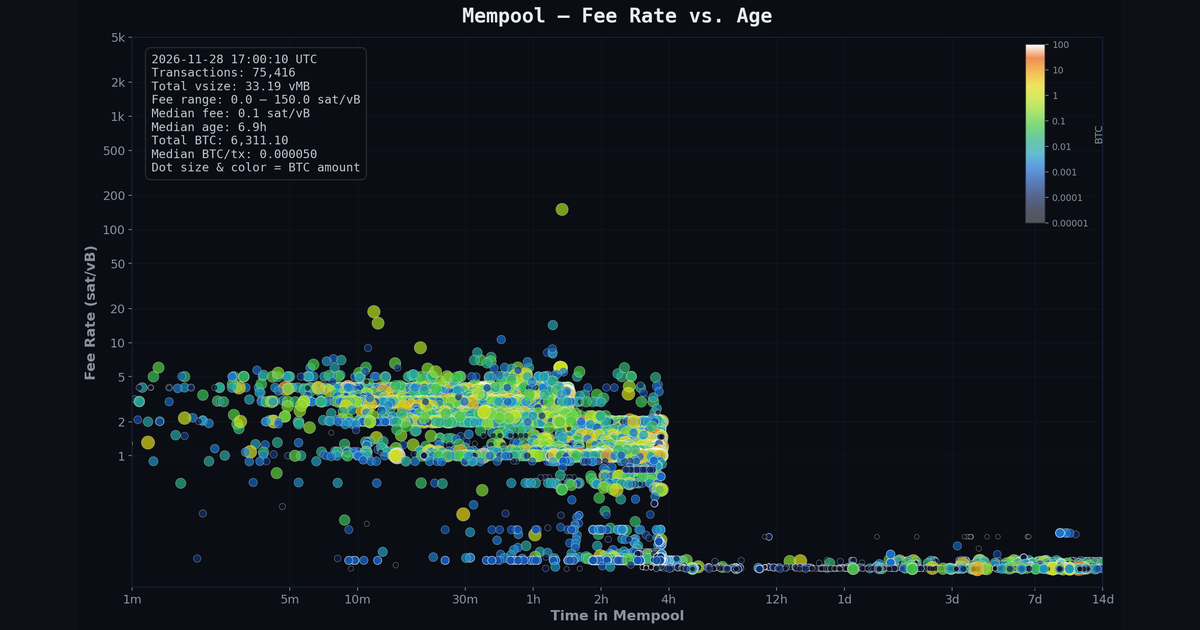 Mempool — Fee Rate vs. Age
2026-11-28 17:00:10 UTC
Transactions: 75,416
Total vsize: 33.19 vMB
Fee range: 0.0 — 150.0 sat/vB
Median fee: 0.1 sat/vB
Median age: 6.9h
Total BTC: 6,311.10
Median BTC/tx: 0.000050
Dot size & color = BTC amount
5k
2k
1k
500
200
100
50
20
10
5
2
1
Fee Rate (sat/vB)
100
10
1
0.1
0.01
0.001
0.0001
0.00001
BTC
1m
5m
10m
30m
1h
2h
4h
12h
1d
3d
7d
14d
Time in Mempool